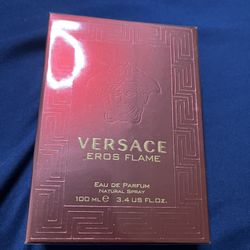 VERSACE
EROS FLAME
EAU DE PARFUM
NATURAL SPRAY
100 ML ℮ 3.4 US FL.OZ.